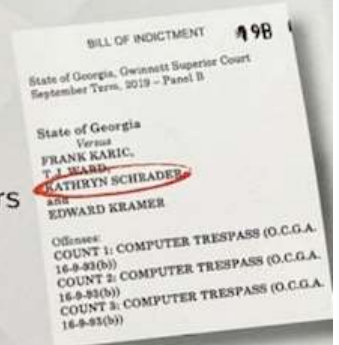 BILL OF INDICTMENT 19B
State of Georgia, Gwinnett Superior Court
September Term, 2019 – Panel B
State of Georgia
Versus
FRANK KARIC,
T.J. WARD,
KATHRYN SCHRADER,
and
EDWARD KRAMER
rs
Offenses:
COUNT 1: COMPUTER TRESPASS (O.C.G.A.
16-9-93(b))
COUNT 2: COMPUTER TRESPASS (O.C.G.A.
16-9-93(b))
COUNT 3: COMPUTER TRESPASS (O.C.G.A.
16-9-93(b))